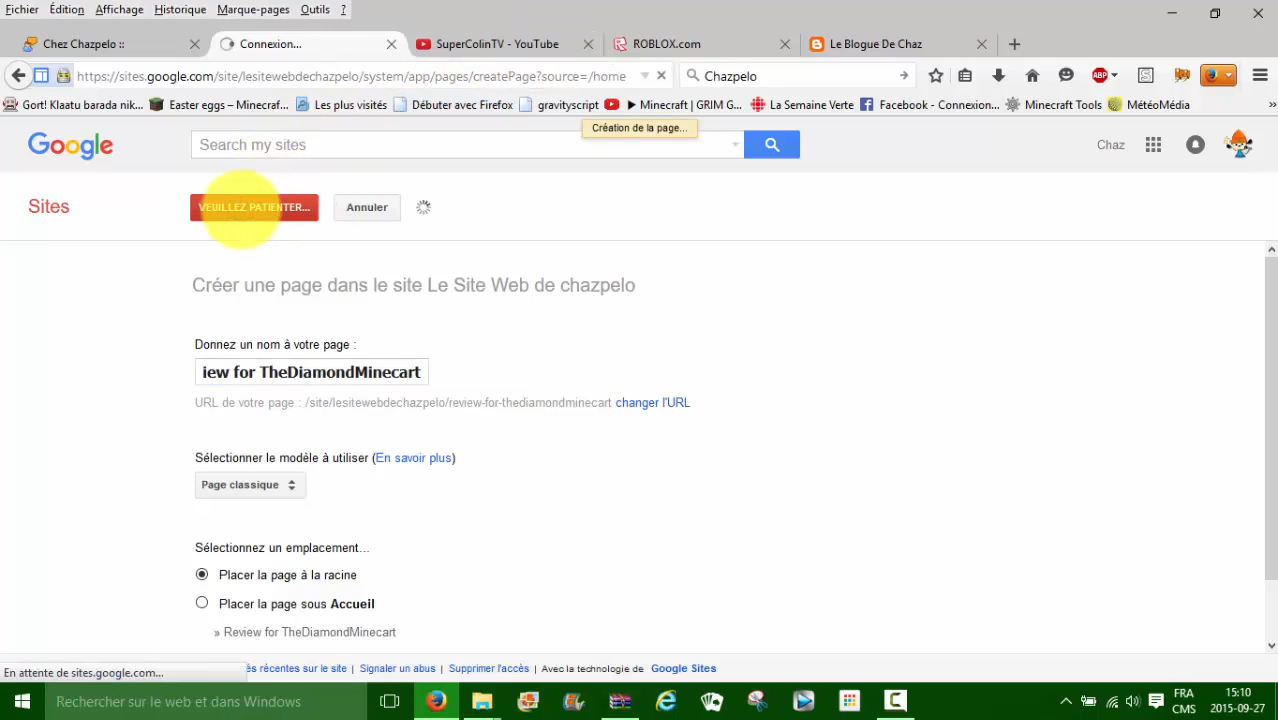 Fichier Édition Affichage Historique Marque-pages Outils ?
Chez Chazpelo :: Connexion... SuperColinTV - YouTube ROBLOX.com Le Blogue De Chaz
https://sites.google.com/site/lesitewebdechazpelo/system/app/pages/createPage?source=/home Chazpelo ABP S
Gort! Klaatu barada nik... Easter eggs – Minecraf... Les plus visités Débuter avec Firefox gravityscript ▶ Minecraft | GRIM G... La Semaine Verte Facebook - Connexion... Minecraft Tools MétéoMédia »
Création de la page...
Google Search my sites Chaz
Sites VEUILLEZ PATIENTER... Annuler
Créer une page dans le site Le Site Web de chazpelo
Donnez un nom à votre page :
iew for TheDiamondMinecart
URL de votre page : /site/lesitewebdechazpelo/review-for-thediamondminecart changer l'URL
Sélectionner le modèle à utiliser (En savoir plus)
Page classique
Sélectionnez un emplacement...
Placer la page à la racine
Placer la page sous Accueil
» Review for TheDiamondMinecart
En attente de sites.google.com... és récentes sur le site | Signaler un abus | Supprimer l'accès | Avec la technologie de Google Sites
Rechercher sur le web et dans Windows
FRA 15:10
CMS 2015-09-27